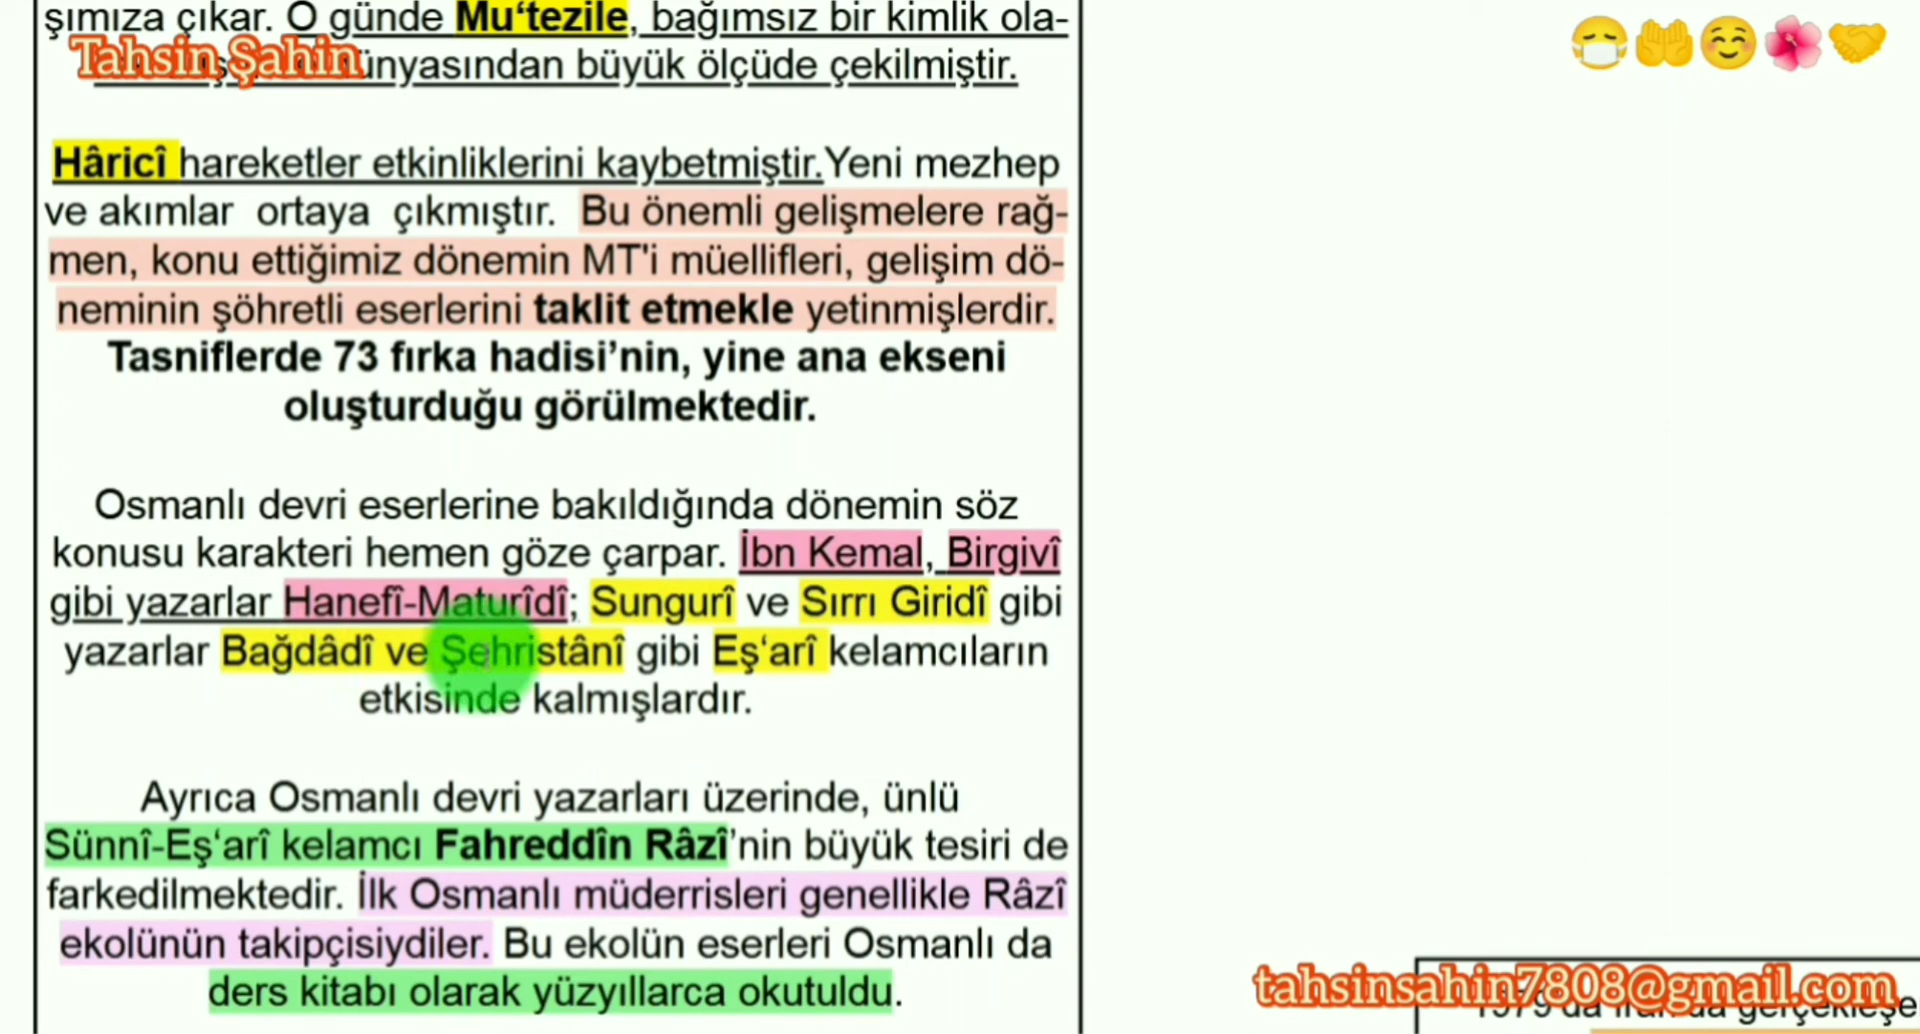 şımıza çıkar. O günde Mu‘tezile, bağımsız bir kimlik ola-
Tahsin Şahin
ünyasından büyük ölçüde çekilmiştir.
Hâricî hareketler etkinliklerini kaybetmiştir.Yeni mezhep
ve akımlar ortaya çıkmıştır. Bu önemli gelişmelere rağ-
men, konu ettiğimiz dönemin MT'i müellifleri, gelişim dö-
neminin şöhretli eserlerini taklit etmekle yetinmişlerdir.
Tasniflerde 73 fırka hadisi’nin, yine ana ekseni
oluşturduğu görülmektedir.
Osmanlı devri eserlerine bakıldığında dönemin söz
konusu karakteri hemen göze çarpar. İbn Kemal, Birgivî
gibi yazarlar Hanefî-Maturîdî; Sungurî ve Sırrı Giridî gibi
yazarlar Bağdâdî ve Şehristânî gibi Eş‘arî kelamcıların
etkisinde kalmışlardır.
Ayrıca Osmanlı devri yazarları üzerinde, ünlü
Sünnî-Eş‘arî kelamcı Fahreddîn Râzî’nin büyük tesiri de
farkedilmektedir. İlk Osmanlı müderrisleri genellikle Râzî
ekolünün takipçisiydiler. Bu ekolün eserleri Osmanlı da
ders kitabı olarak yüzyıllarca okutuldu.
tahsinsahin7808@gmail.com